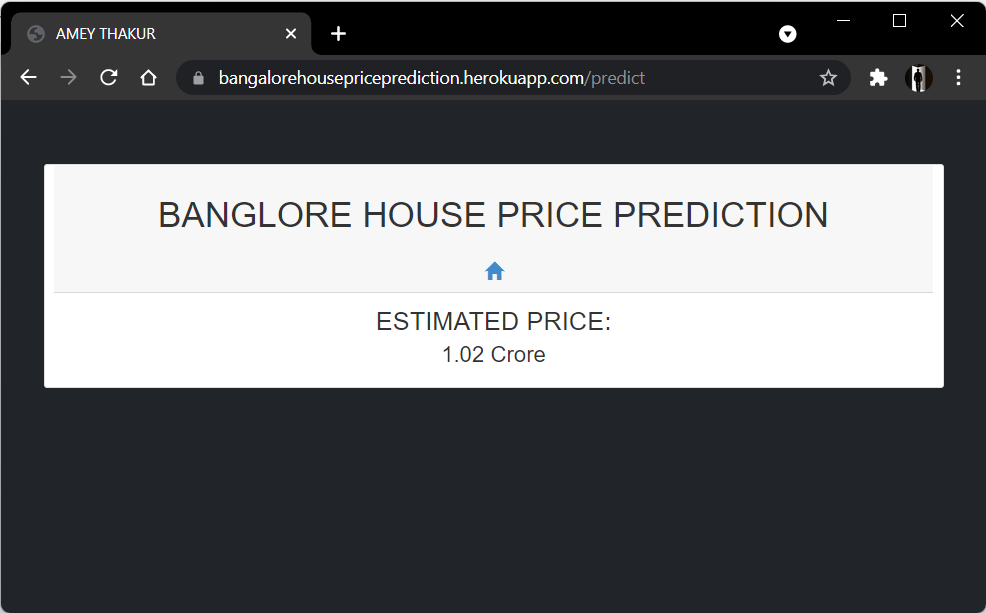 AMEY THAKUR
bangalorehousepriceprediction.herokuapp.com/predict
BANGLORE HOUSE PRICE PREDICTION
ESTIMATED PRICE:
1.02 Crore